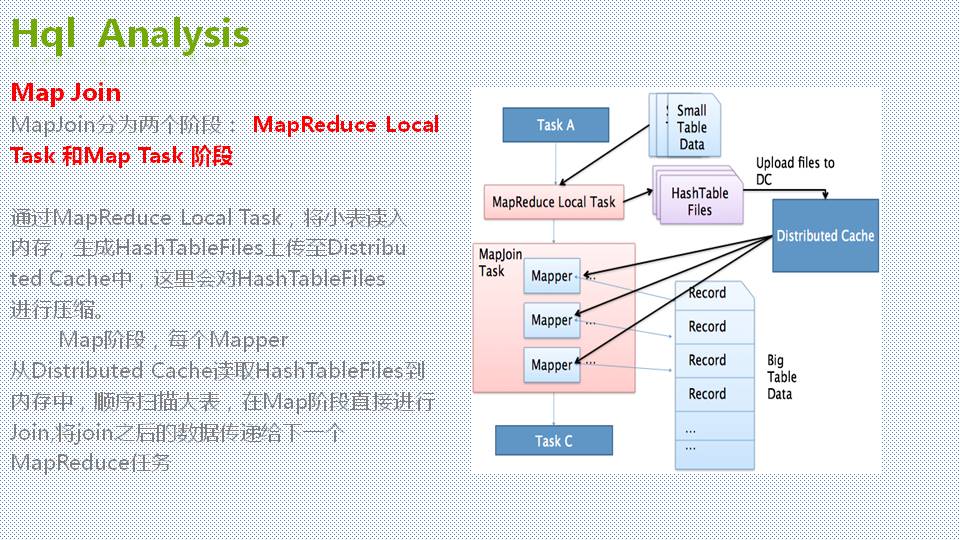 Hql Analysis
Map Join
MapJoin分为两个阶段： MapReduce Local
Task 和Map Task 阶段
通过MapReduce Local Task，将小表读入
内存，生成HashTableFiles上传至Distribu
ted Cache中，这里会对HashTableFiles
进行压缩。
Map阶段，每个Mapper
从Distributed Cache读取HashTableFiles到
内存中，顺序扫描大表，在Map阶段直接进行
Join,将join之后的数据传递给下一个
MapReduce任务
Task A
Small
Table
Data
MapReduce Local Task
HashTable
Files
Upload files to
DC
Distributed Cache
MapJoin
Task
Mapper
...
Mapper
...
Mapper
...
Record
Record
Record
Record
...
...
Big
Table
Data
Task C